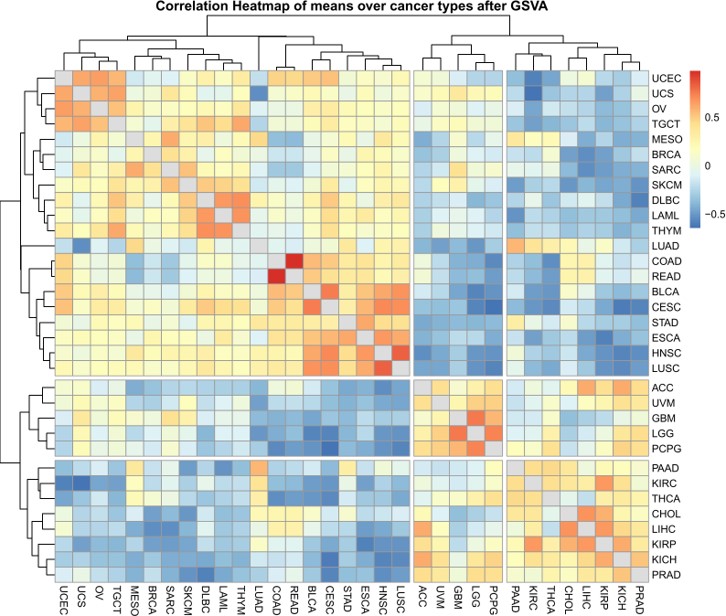 Correlation Heatmap of means over cancer types after GSVA
UCEC
UCS
OV
TGCT
MESO
BRCA
SARC
SKCM
DLBC
LAML
THYM
LUAD
COAD
READ
BLCA
CESC
STAD
ESCA
HNSC
LUSC
ACC
UVM
GBM
LGG
PCPG
PAAD
KIRC
THCA
CHOL
LIHC
KIRP
KICH
PRAD
0.5
0
−0.5
UCEC UCS OV TGCT MESO BRCA SARC SKCM DLBC LAML THYM LUAD COAD READ BLCA CESC STAD ESCA HNSC LUSC ACC UVM GBM LGG PCPG PAAD KIRC THCA CHOL LIHC KIRP KICH PRAD